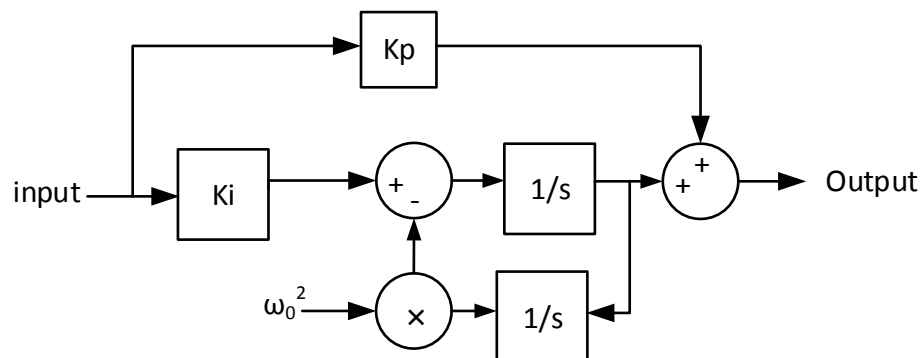 Kp
+
input
Ki
+
-
1/s
+
Output
ω₀²
×
1/s
+